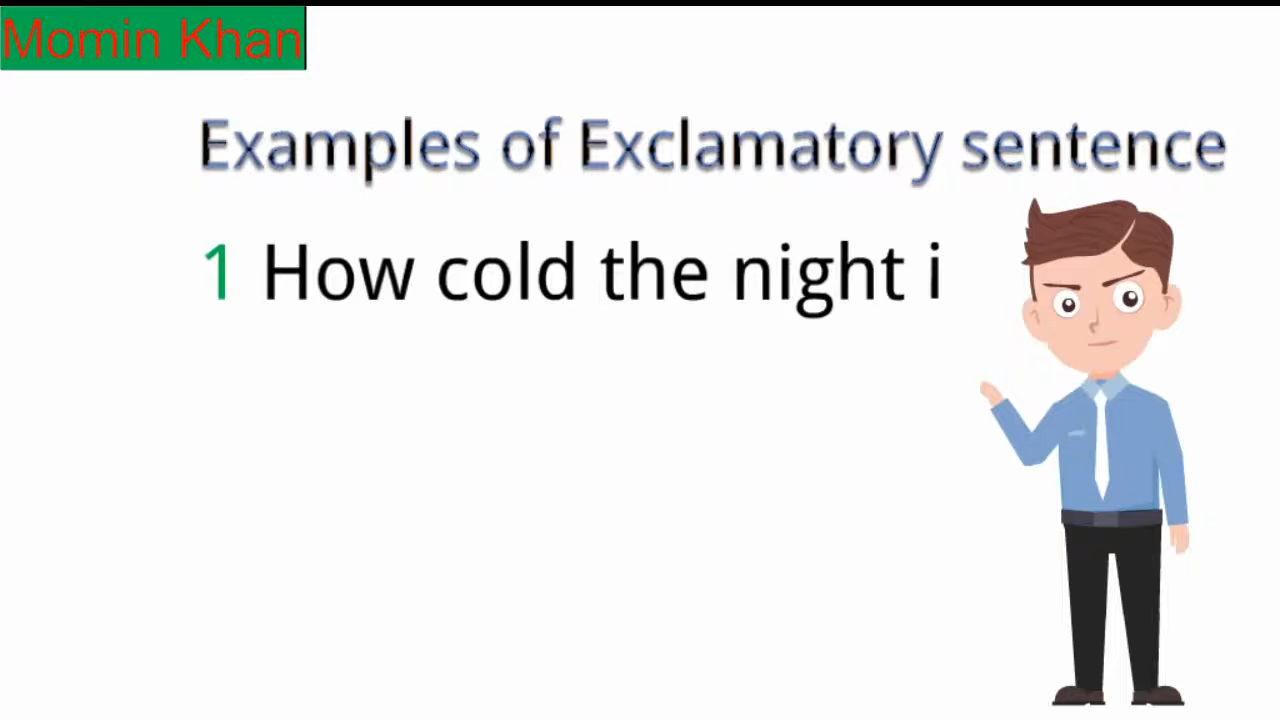 Momin Khan
Examples of Exclamatory sentence
1 How cold the night i